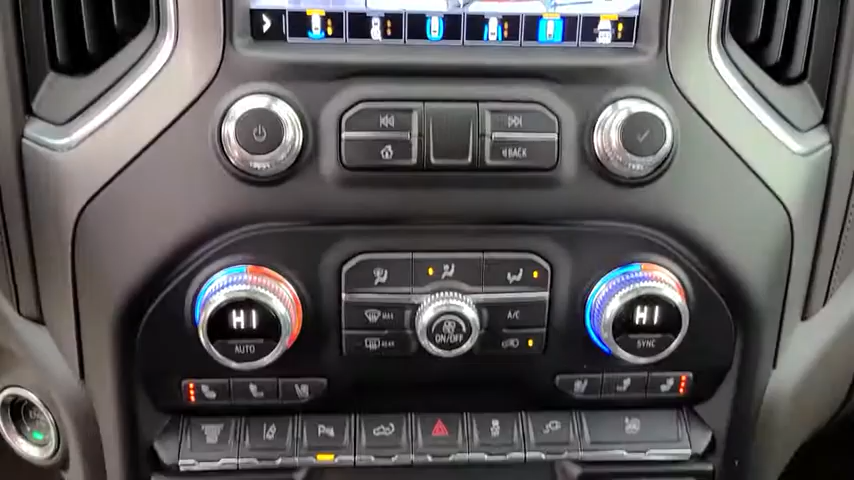 BACK
HI
AUTO
MAX
A/C
REAR
ON/OFF
HI
SYNC